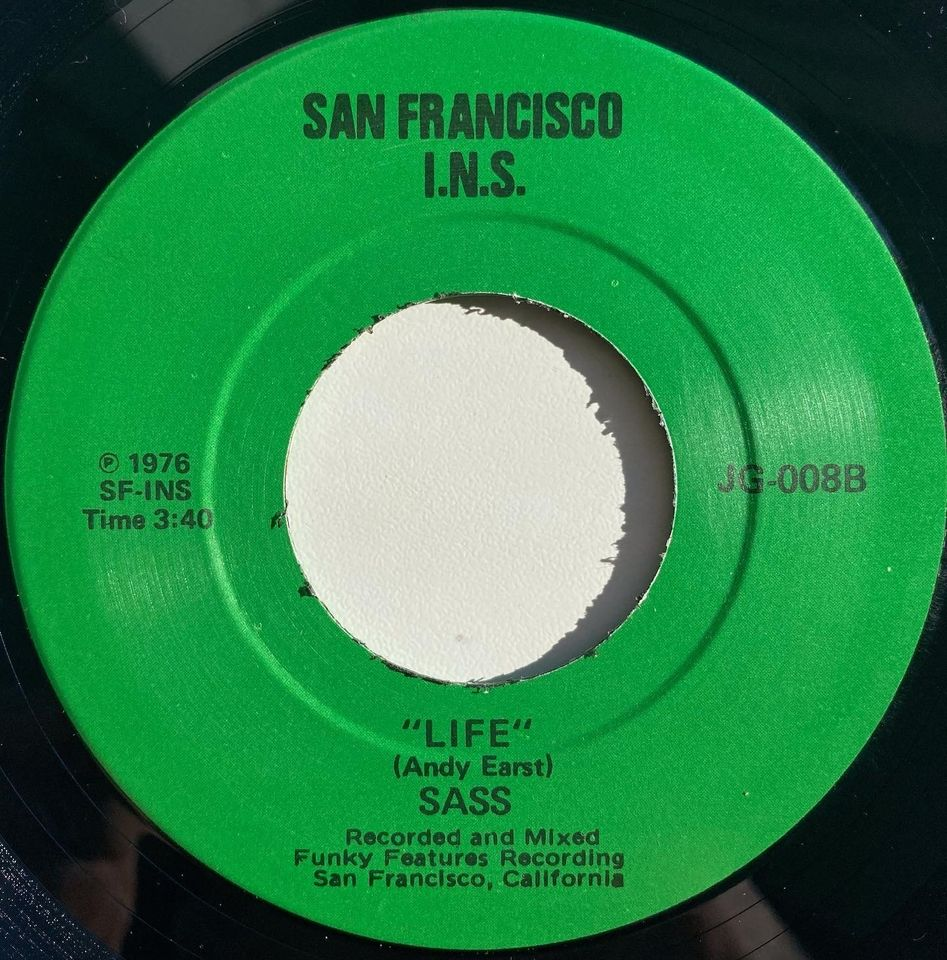 SAN FRANCISCO
I.N.S.
℗ 1976
SF-INS
Time 3:40
JG-008B
"LIFE"
(Andy Earst)
SASS
Recorded and Mixed
Funky Features Recording
San Francisco, California